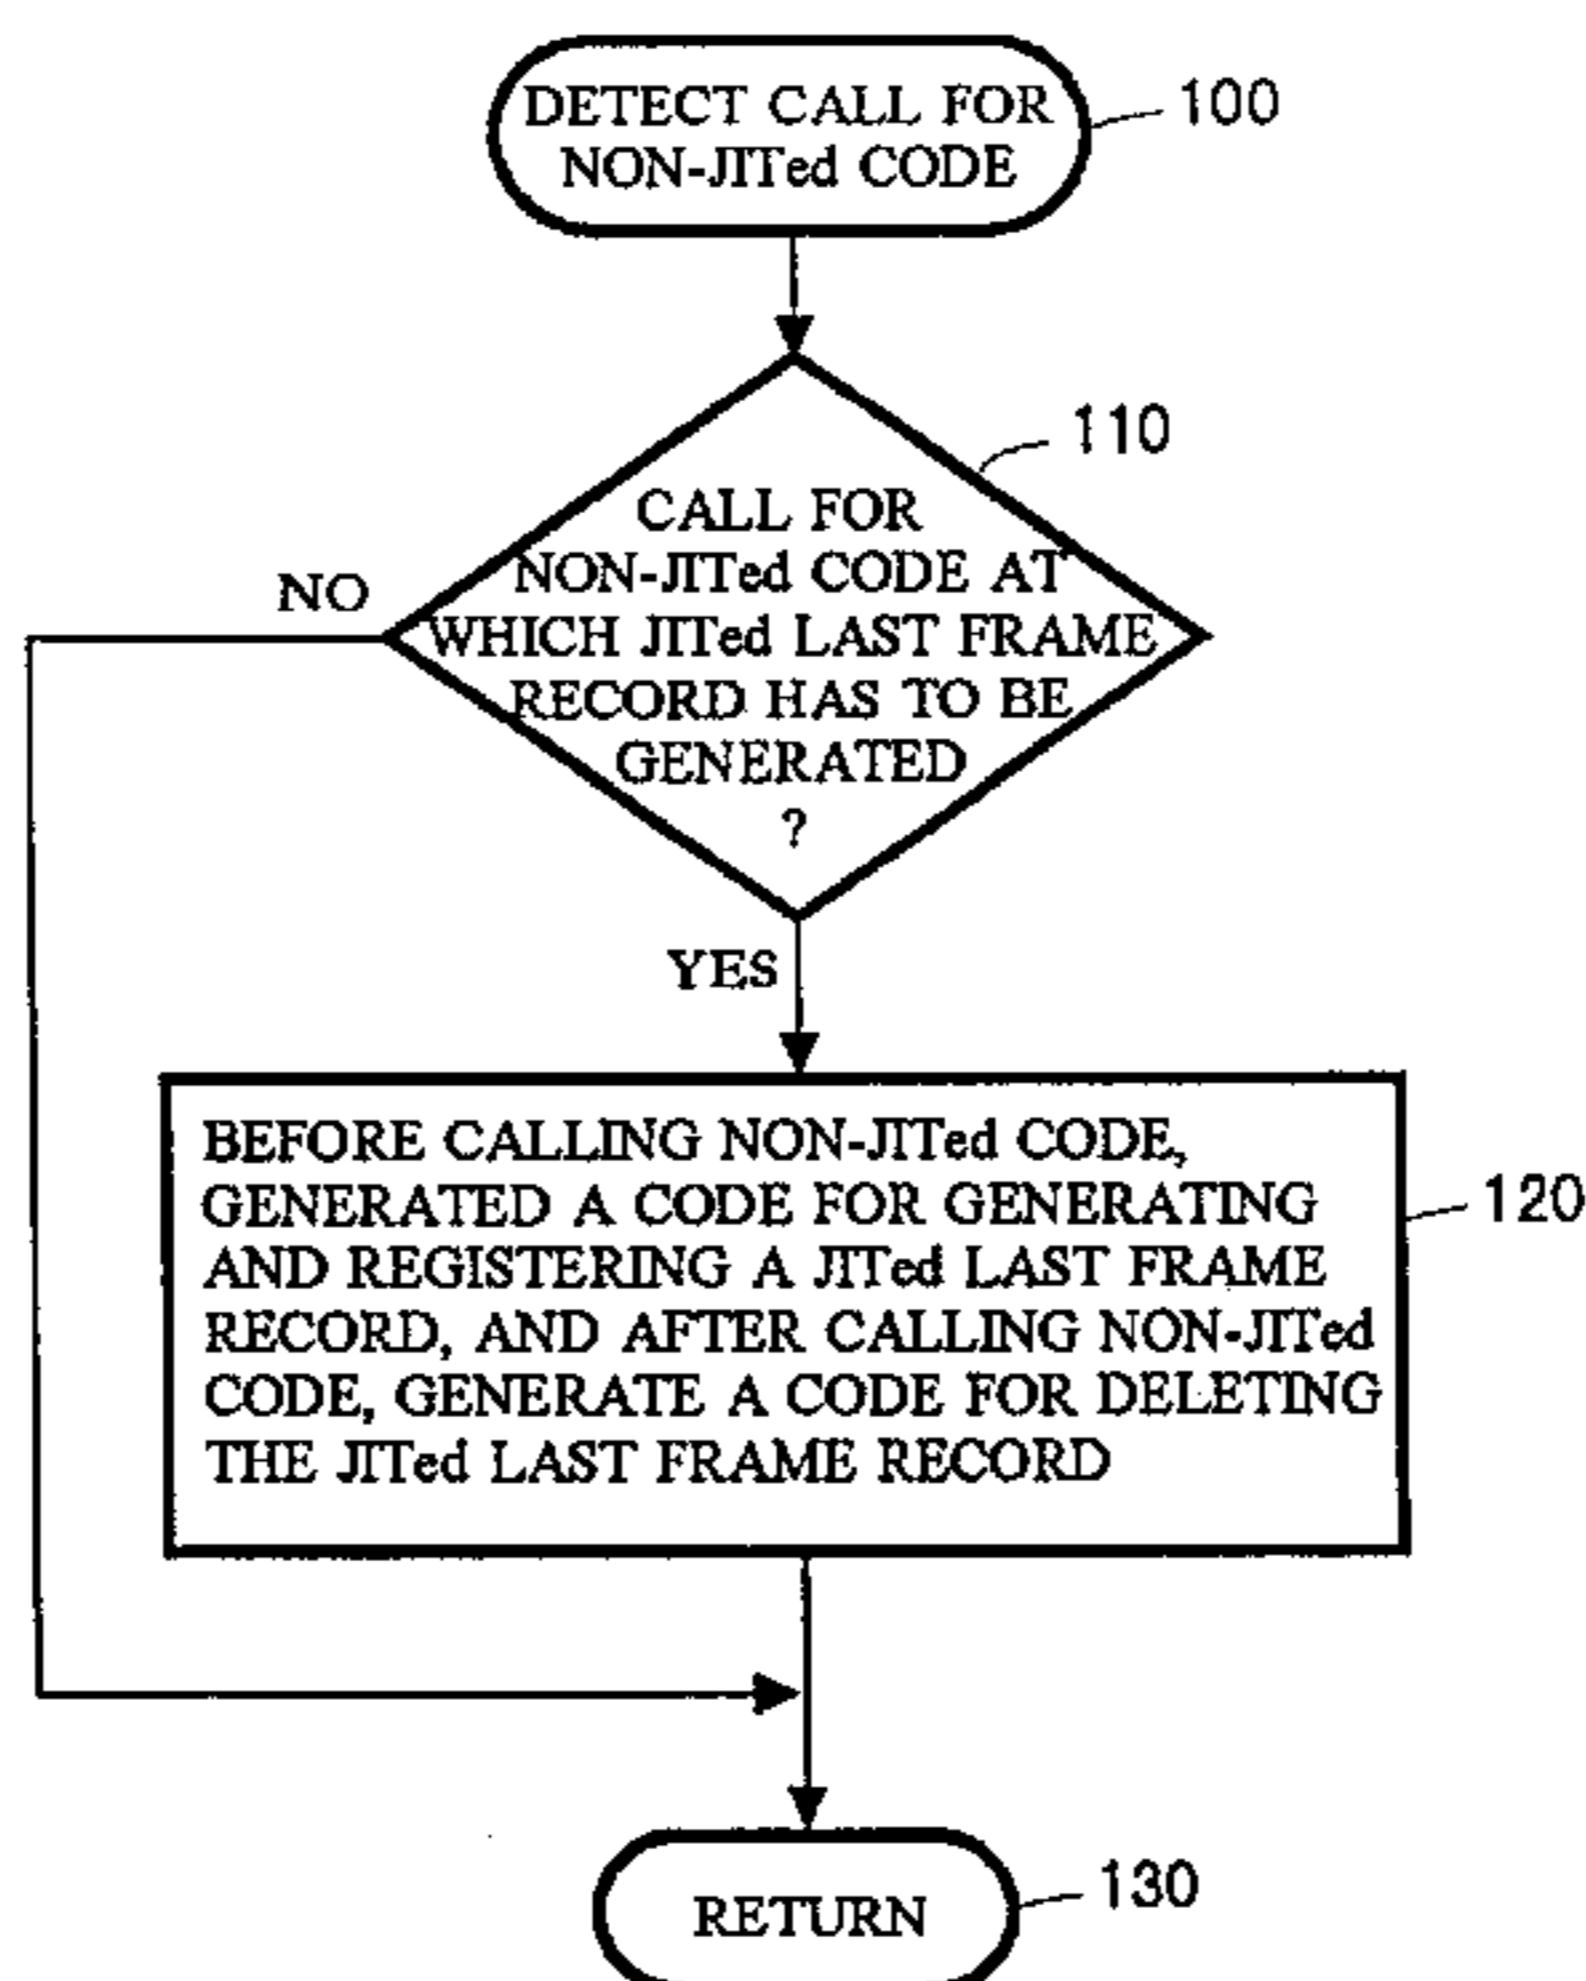 DETECT CALL FOR
NON-JITed CODE
100
110
CALL FOR
NON-JITed CODE AT
WHICH JITed LAST FRAME
RECORD HAS TO BE
GENERATED
?
NO
YES
BEFORE CALLING NON-JITed CODE,
GENERATED A CODE FOR GENERATING
AND REGISTERING A JITed LAST FRAME
RECORD, AND AFTER CALLING NON-JITed
CODE, GENERATE A CODE FOR DELETING
THE JITed LAST FRAME RECORD
120
RETURN
130